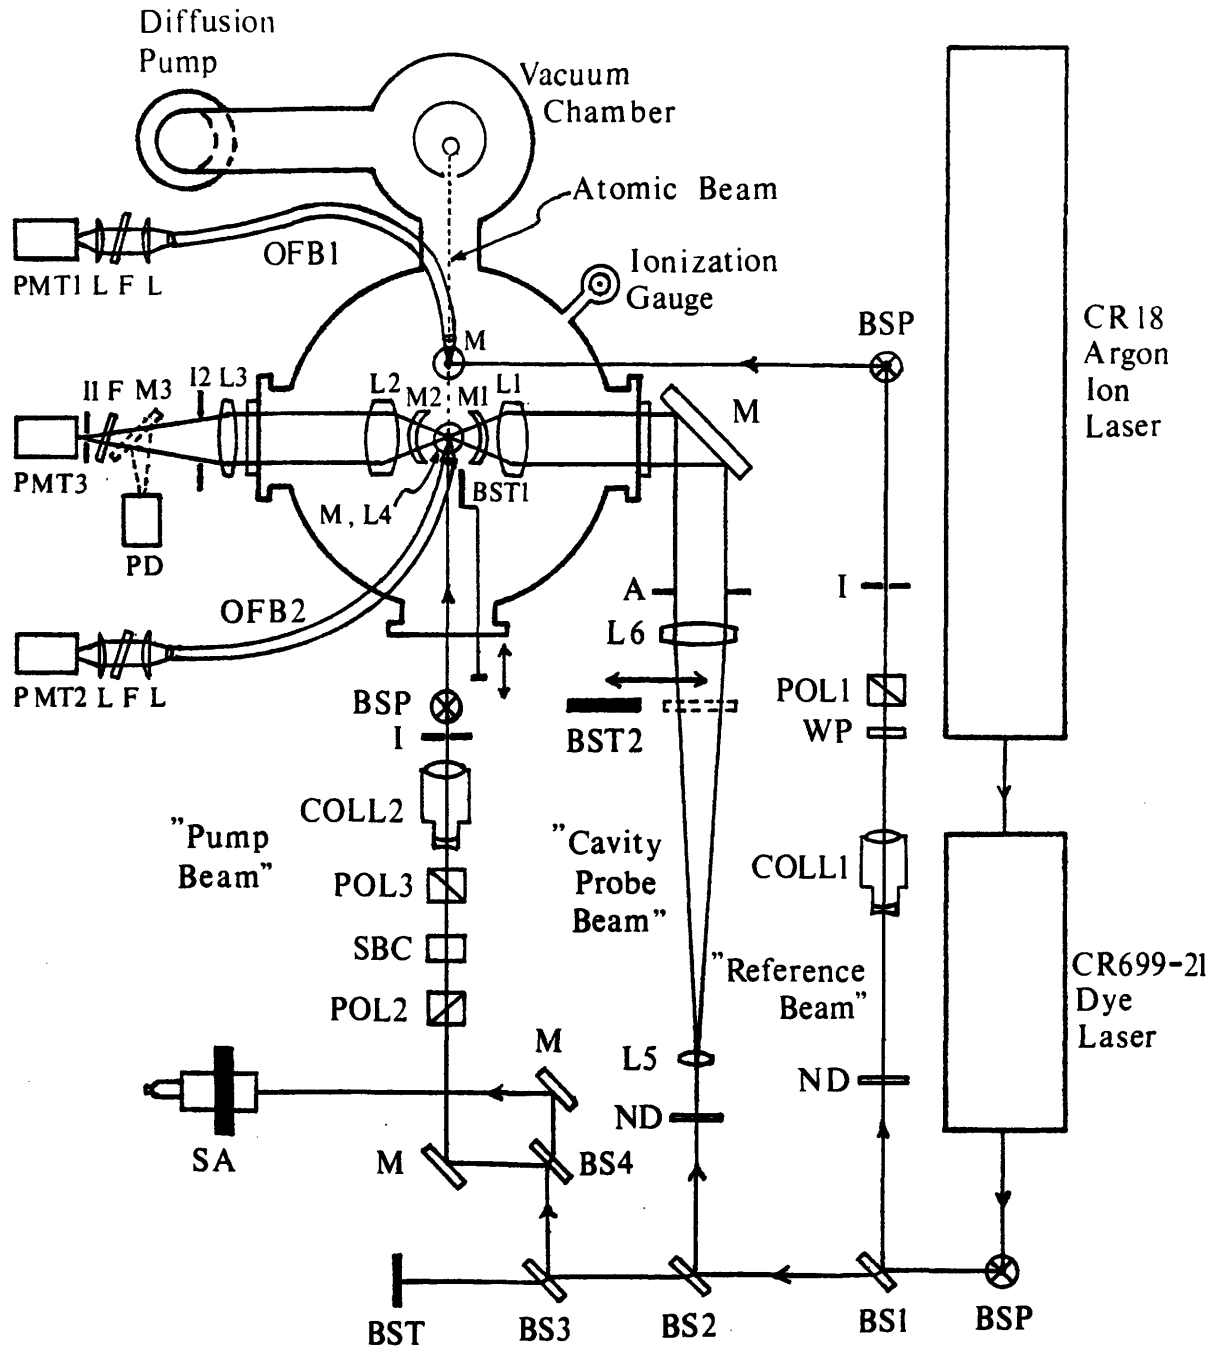 Diffusion
Pump
Vacuum
Chamber
Atomic Beam
OFB1
PMT1 L F L
Ionization
Gauge
BSP
CR18
Argon
Ion
Laser
M
I1 F M3 I2 L3
L2 M2 M1 L1
M
PMT3
BST1
M, L4
PD
A
I
OFB2
L6
PMT2 L F L
BSP
POL1
I
BST2
WP
COLL2
"Pump
Beam"
"Cavity
Probe
Beam"
COLL1
POL3
SBC
"Reference
Beam"
CR699-21
Dye
Laser
POL2
M
L5
ND
ND
SA
M
BS4
BST
BS3
BS2
BS1
BSP